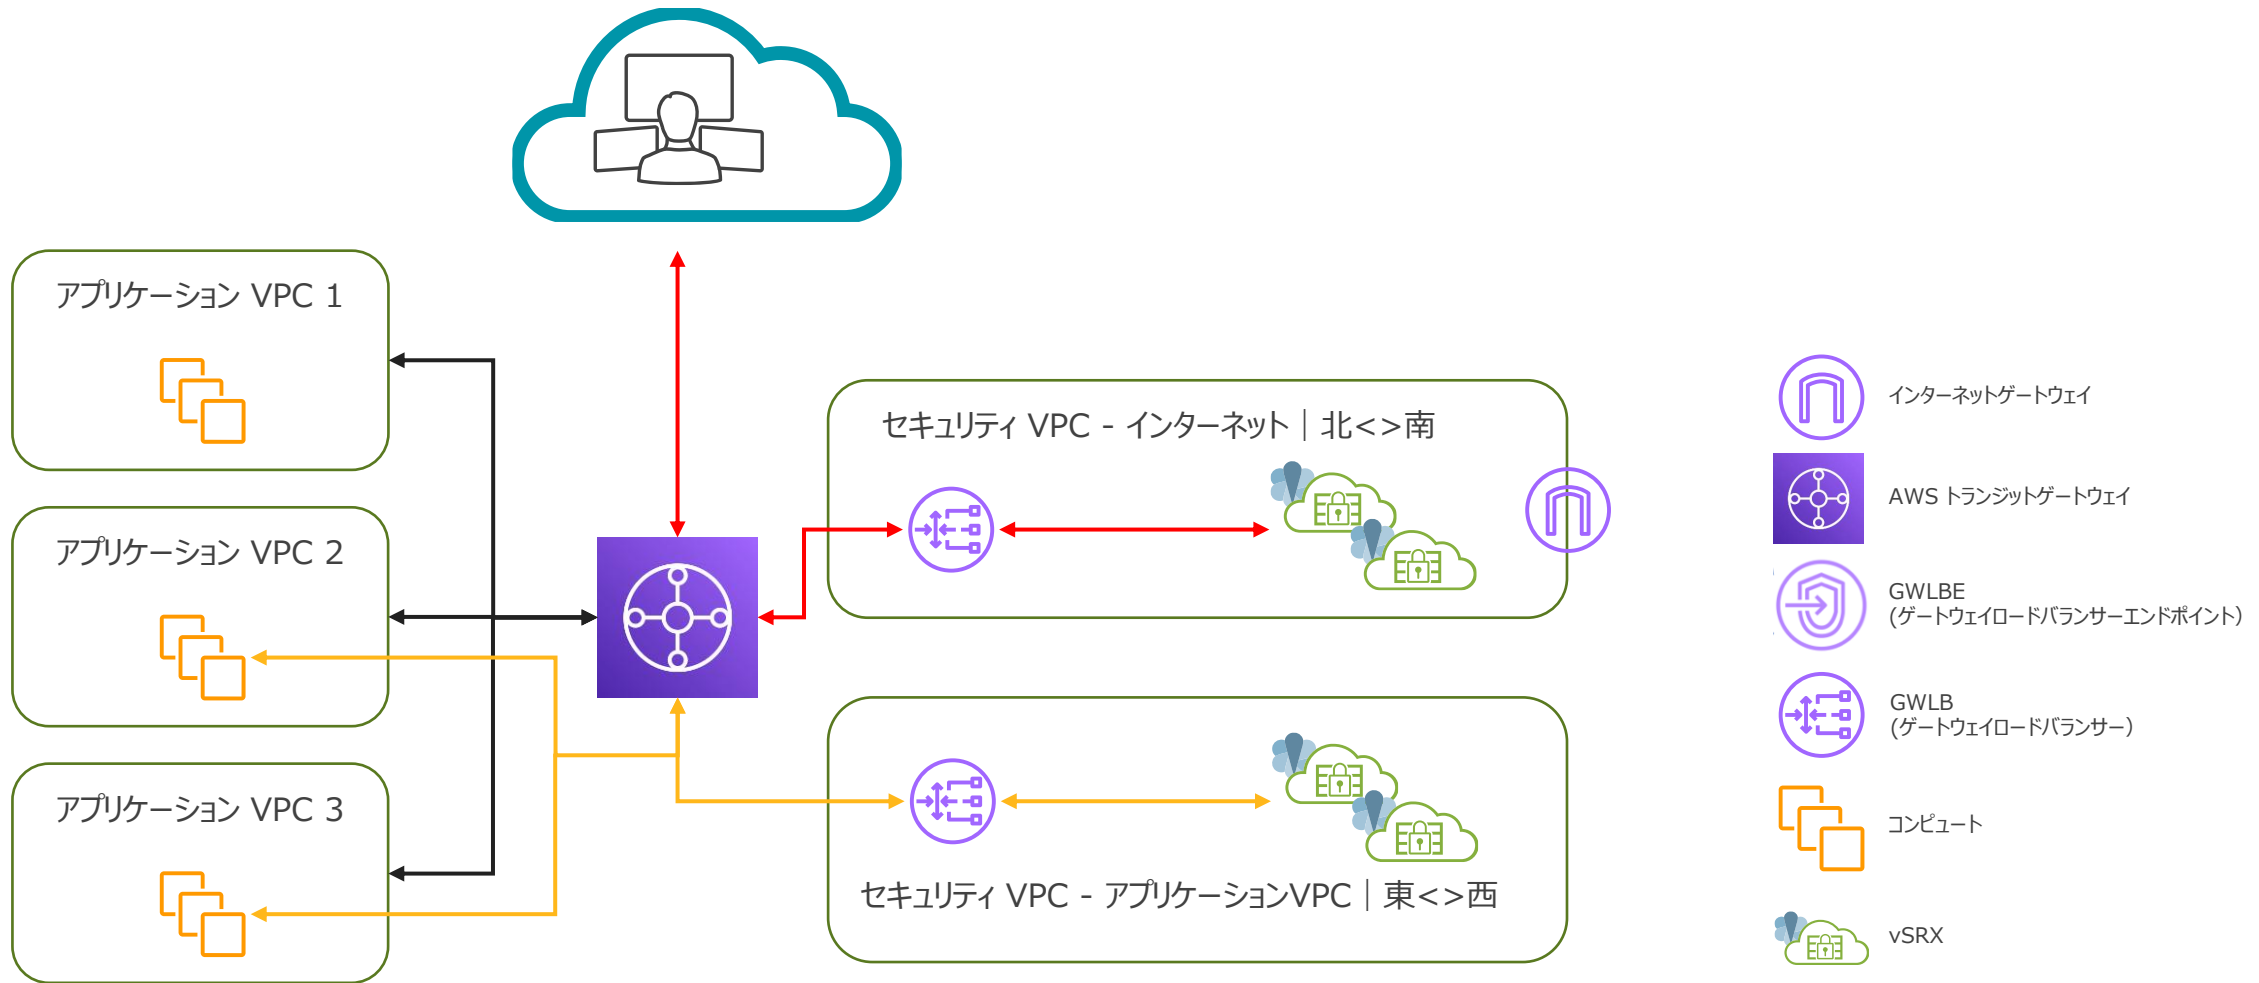 アプリケーション VPC 1
アプリケーション VPC 2
アプリケーション VPC 3
セキュリティ VPC - インターネット | 北<>南
セキュリティ VPC - アプリケーションVPC | 東<>西
インターネットゲートウェイ
AWS トランジットゲートウェイ
GWLBE
(ゲートウェイロードバランサーエンドポイント)
GWLB
(ゲートウェイロードバランサー)
コンピュート
vSRX